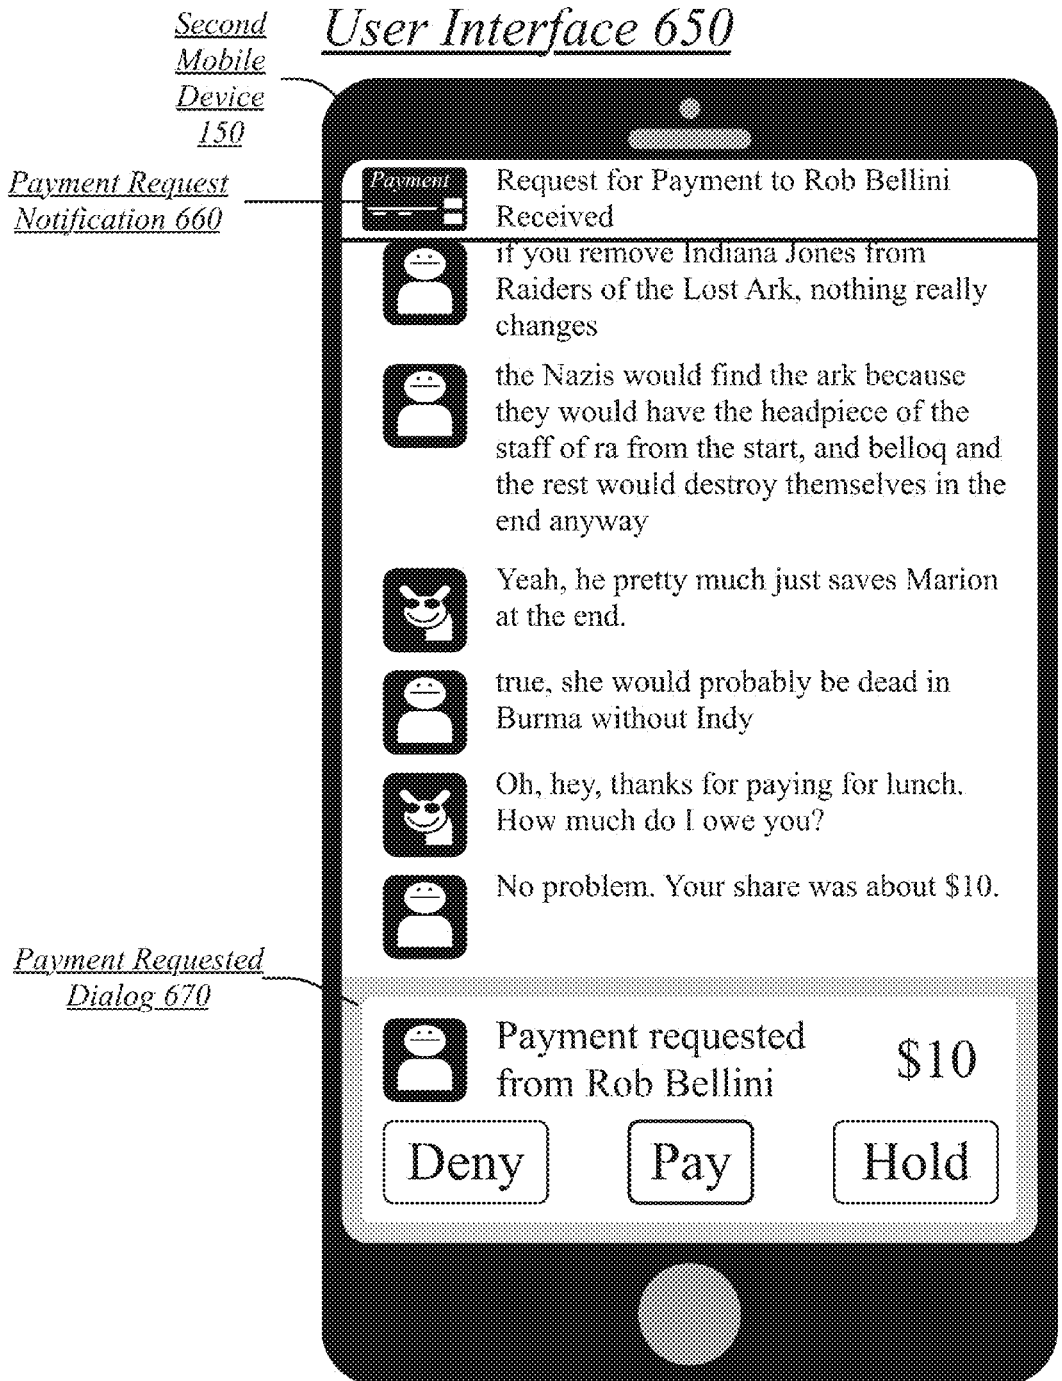 User Interface 650
Second
Mobile
Device
150
Payment Request
Notification 660
Payment
Request for Payment to Rob Bellini
Received
if you remove Indiana Jones from
Raiders of the Lost Ark, nothing really
changes
the Nazis would find the ark because
they would have the headpiece of the
staff of ra from the start, and belloq and
the rest would destroy themselves in the
end anyway
Yeah, he pretty much just saves Marion
at the end.
true, she would probably be dead in
Burma without Indy
Oh, hey, thanks for paying for lunch.
How much do I owe you?
No problem. Your share was about $10.
Payment Requested
Dialog 670
Payment requested
from Rob Bellini
$10
Deny
Pay
Hold